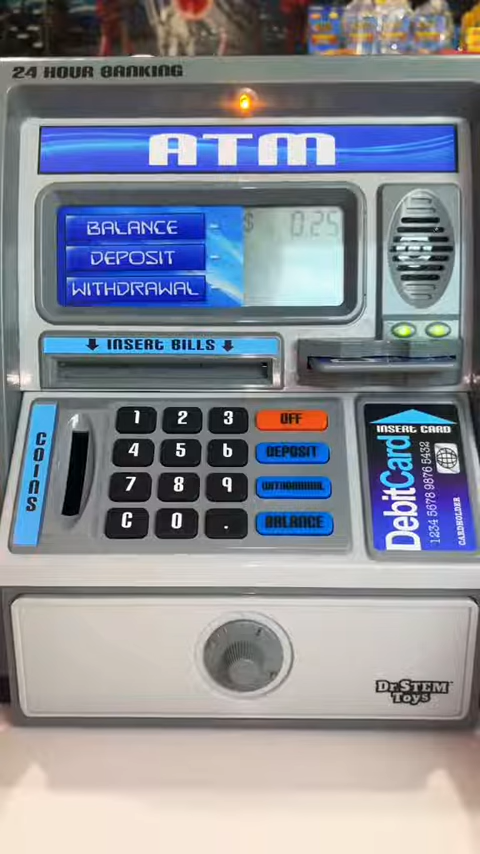 24 HOUR BANKING
ATM
BALANCE
$ 0.25
DEPOSIT
WITHDRAWAL
INSERT BILLS
COINS
1 2 3 OFF
4 5 6 DEPOSIT
7 8 9 WITHDRAWAL
C 0 . BALANCE
INSERT CARD
DebitCard
1234 5678 9876 5432
CARDHOLDER
DR. STEM
Toys